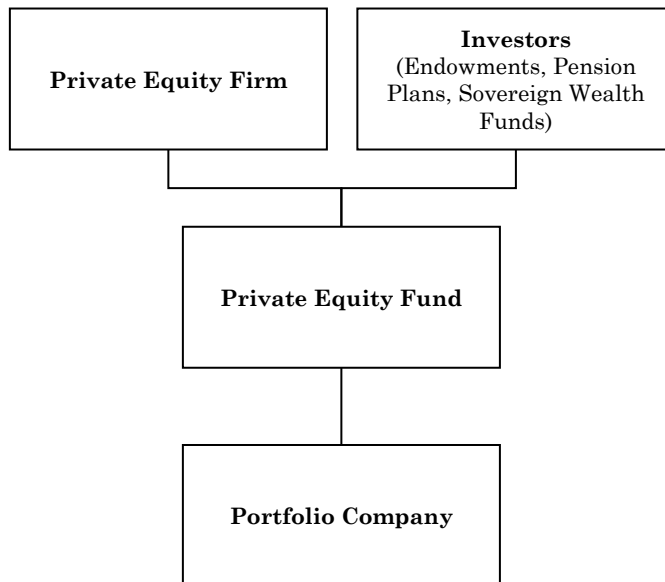 Private Equity Firm
Investors
(Endowments, Pension
Plans, Sovereign Wealth
Funds)
Private Equity Fund
Portfolio Company